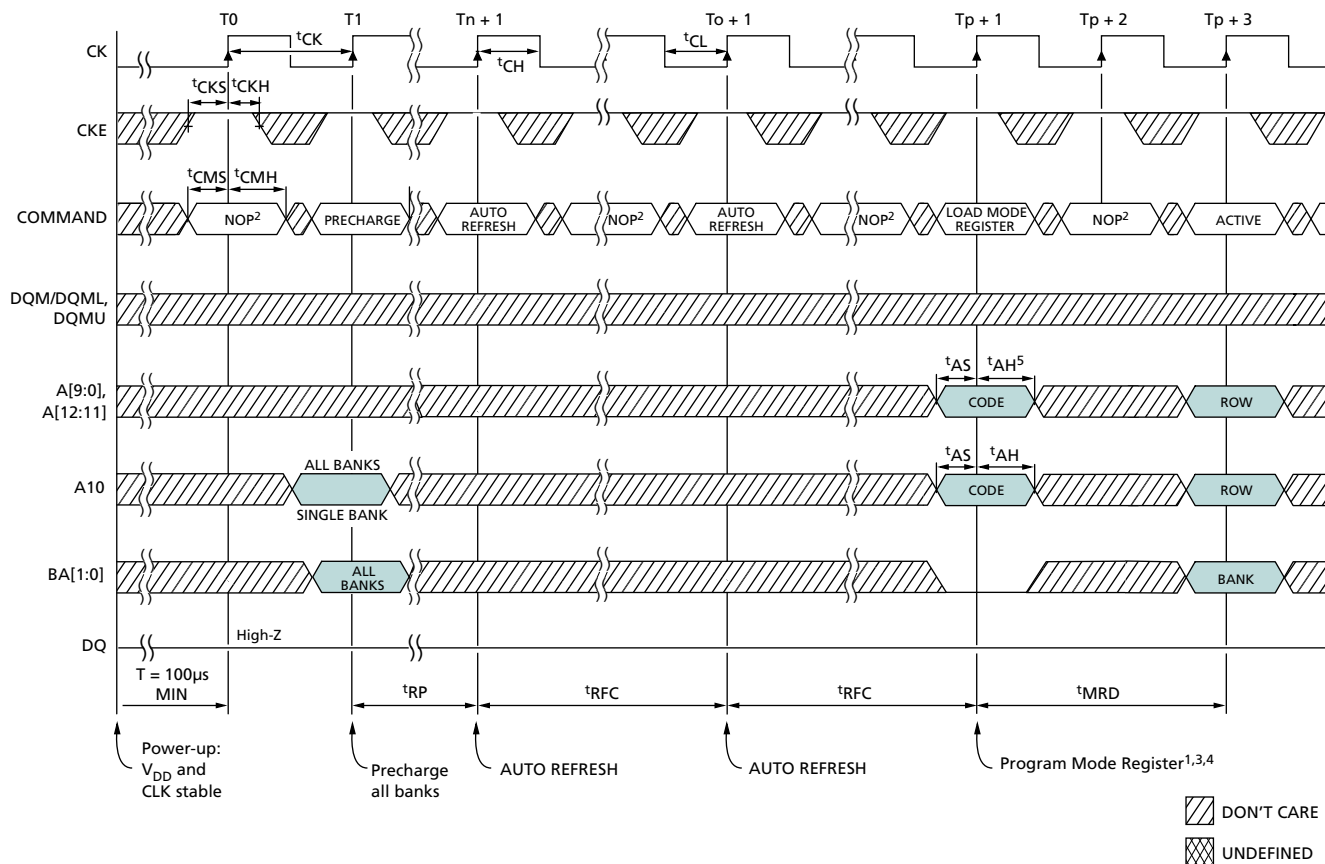 T0 T1 Tn + 1 To + 1 Tp + 1 Tp + 2 Tp + 3
CK
tCK
tCH
tCL
tCKS tCKH
CKE
tCMS tCMH
COMMAND
NOP2
PRECHARGE
AUTO
REFRESH
NOP2
AUTO
REFRESH
NOP2
LOAD MODE
REGISTER
NOP2
ACTIVE
DQM/DQML,
DQMU
tAS tAH5
A[9:0],
A[12:11]
CODE
ROW
ALL BANKS
tAS tAH
A10
CODE
ROW
SINGLE BANK
BA[1:0]
ALL
BANKS
BANK
High-Z
DQ
T = 100µs
MIN
tRP
tRFC
tRFC
tMRD
Power-up:
VDD and
CLK stable
Precharge
all banks
AUTO REFRESH
AUTO REFRESH
Program Mode Register1,3,4
DON'T CARE
UNDEFINED